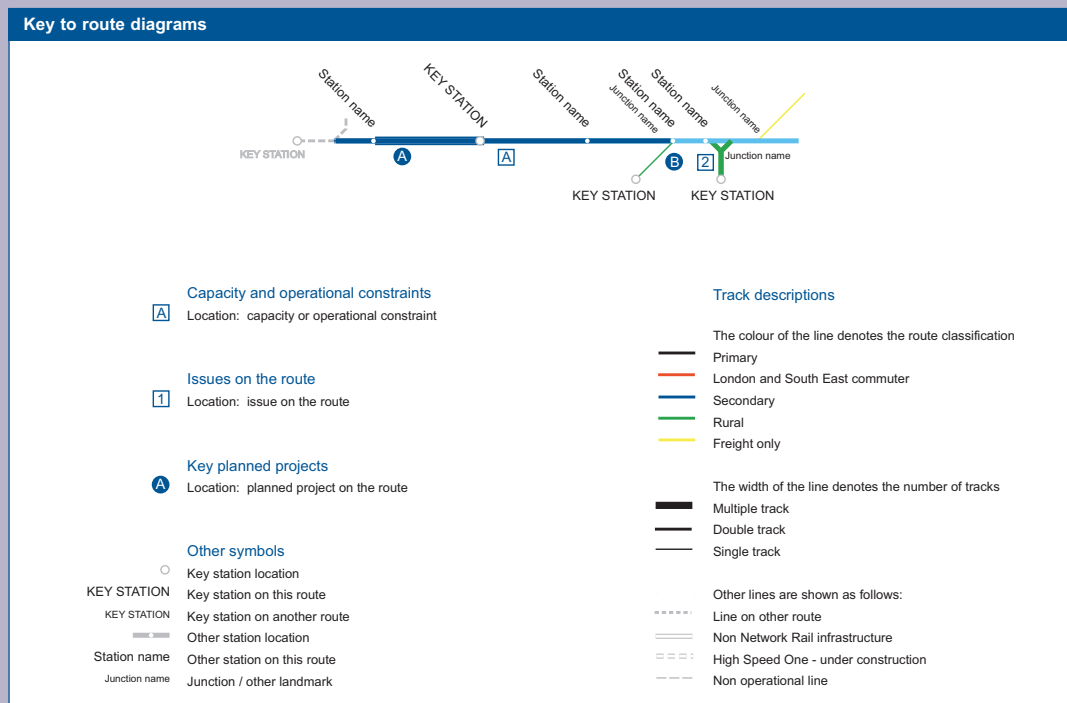 Key to route diagrams
Station name
KEY STATION
Station name
Station name
Junction name
Station name
Junction name
KEY STATION
A
A
B
2
Junction name
KEY STATION
KEY STATION
Capacity and operational constraints
A
Location: capacity or operational constraint
Issues on the route
1
Location: issue on the route
Key planned projects
A
Location: planned project on the route
Other symbols
Key station location
KEY STATION Key station on this route
KEY STATION Key station on another route
Other station location
Station name Other station on this route
Junction name Junction / other landmark
Track descriptions
The colour of the line denotes the route classification
Primary
London and South East commuter
Secondary
Rural
Freight only
The width of the line denotes the number of tracks
Multiple track
Double track
Single track
Other lines are shown as follows:
Line on other route
Non Network Rail infrastructure
High Speed One - under construction
Non operational line